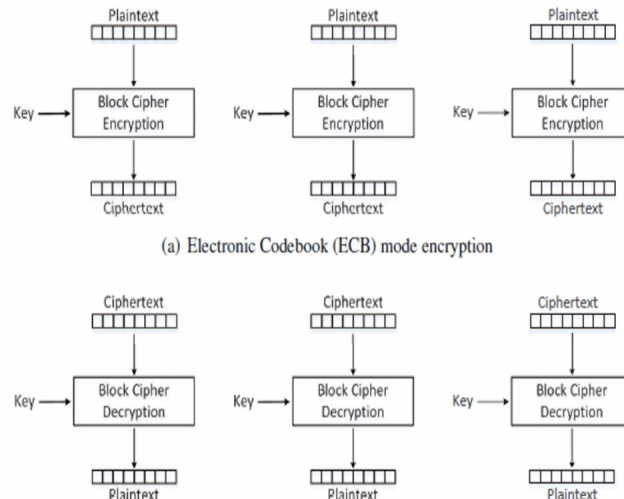 Plaintext Plaintext Plaintext
Key Block Cipher Encryption Key Block Cipher Encryption Key Block Cipher Encryption
Ciphertext Ciphertext Ciphertext
(a) Electronic Codebook (ECB) mode encryption
Ciphertext Ciphertext Ciphertext
Key Block Cipher Decryption Key Block Cipher Decryption Key Block Cipher Decryption
Plaintext Plaintext Plaintext